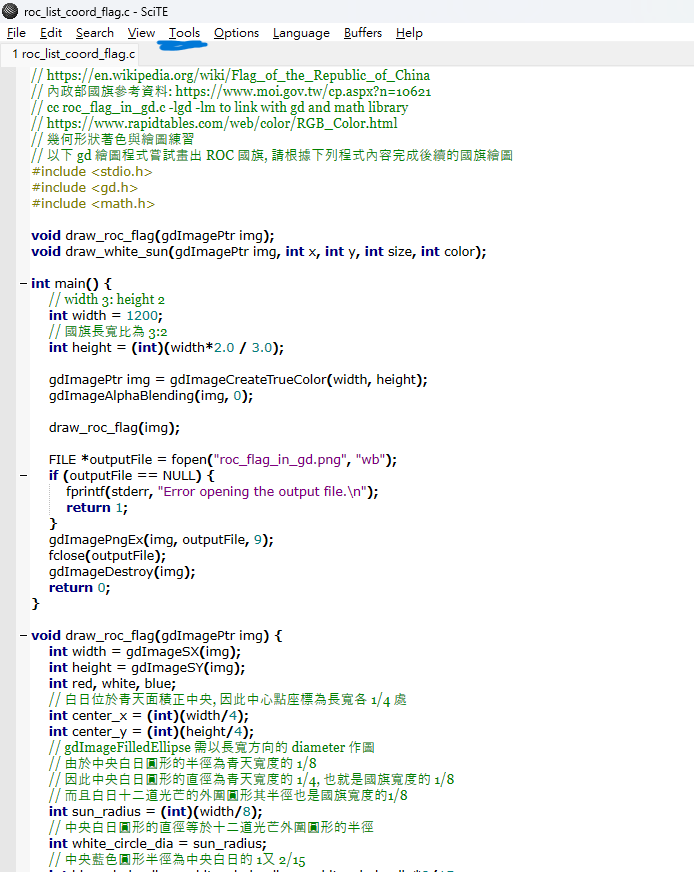 roc_list_coord_flag.c - SciTE
File Edit Search View Tools Options Language Buffers Help
1 roc_list_coord_flag.c
// https://en.wikipedia.org/wiki/Flag_of_the_Republic_of_China
// 內政部國旗參考資料: https://www.moi.gov.tw/cp.aspx?n=10621
// cc roc_flag_in_gd.c -lgd -lm to link with gd and math library
// https://www.rapidtables.com/web/color/RGB_Color.html
// 幾何形狀著色與繪圖練習
// 以下 gd 繪圖程式嘗試畫出 ROC 國旗, 請根據下列程式內容完成後續的國旗繪圖
#include <stdio.h>
#include <gd.h>
#include <math.h>
void draw_roc_flag(gdImagePtr img);
void draw_white_sun(gdImagePtr img, int x, int y, int size, int color);
int main() {
// width 3: height 2
int width = 1200;
// 國旗長寬比為 3:2
int height = (int)(width*2.0 / 3.0);
gdImagePtr img = gdImageCreateTrueColor(width, height);
gdImageAlphaBlending(img, 0);
draw_roc_flag(img);
FILE *outputFile = fopen("roc_flag_in_gd.png", "wb");
if (outputFile == NULL) {
fprintf(stderr, "Error opening the output file.\n");
return 1;
}
gdImagePngEx(img, outputFile, 9);
fclose(outputFile);
gdImageDestroy(img);
return 0;
}
void draw_roc_flag(gdImagePtr img) {
int width = gdImageSX(img);
int height = gdImageSY(img);
int red, white, blue;
// 白日位於青天面積正中央, 因此中心點座標為長寬各 1/4 處
int center_x = (int)(width/4);
int center_y = (int)(height/4);
// gdImageFilledEllipse 需以長寬方向的 diameter 作圖
// 由於中央白日圓形的半徑為青天寬度的 1/8
// 因此中央白日圓形的直徑為青天寬度的 1/4, 也就是國旗寬度的 1/8
// 而且白日十二道光芒的外圍圓形其半徑也是國旗寬度的1/8
int sun_radius = (int)(width/8);
// 中央白日圓形的直徑等於十二道光芒外圍圓形的半徑
int white_circle_dia = sun_radius;
// 中央藍色圓形半徑為中央白日的 1又 2/15